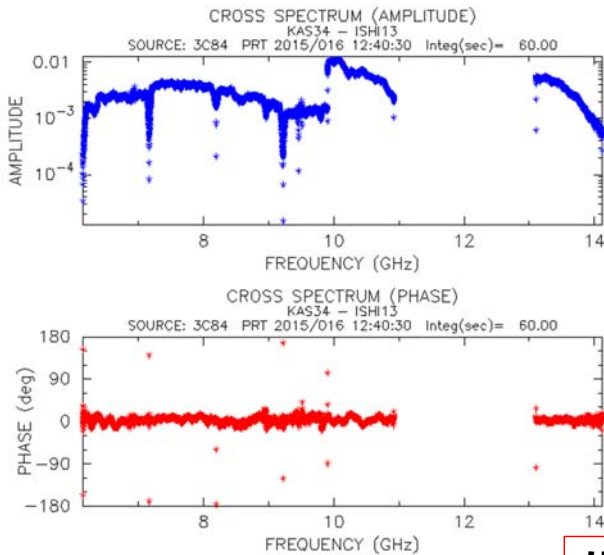 CROSS SPECTRUM (AMPLITUDE)
KAS34 - ISHI13
SOURCE: 3C84 PRT 2015/016 12:40:30 Integ(sec)= 60.00
AMPLITUDE
0.01
10⁻³
10⁻⁴
8 10 12 14
FREQUENCY (GHz)
CROSS SPECTRUM (PHASE)
KAS34 - ISHI13
SOURCE: 3C84 PRT 2015/016 12:40:30 Integ(sec)= 60.00
PHASE (deg)
180
90
0
-90
-180
8 10 12 14
FREQUENCY (GHz)